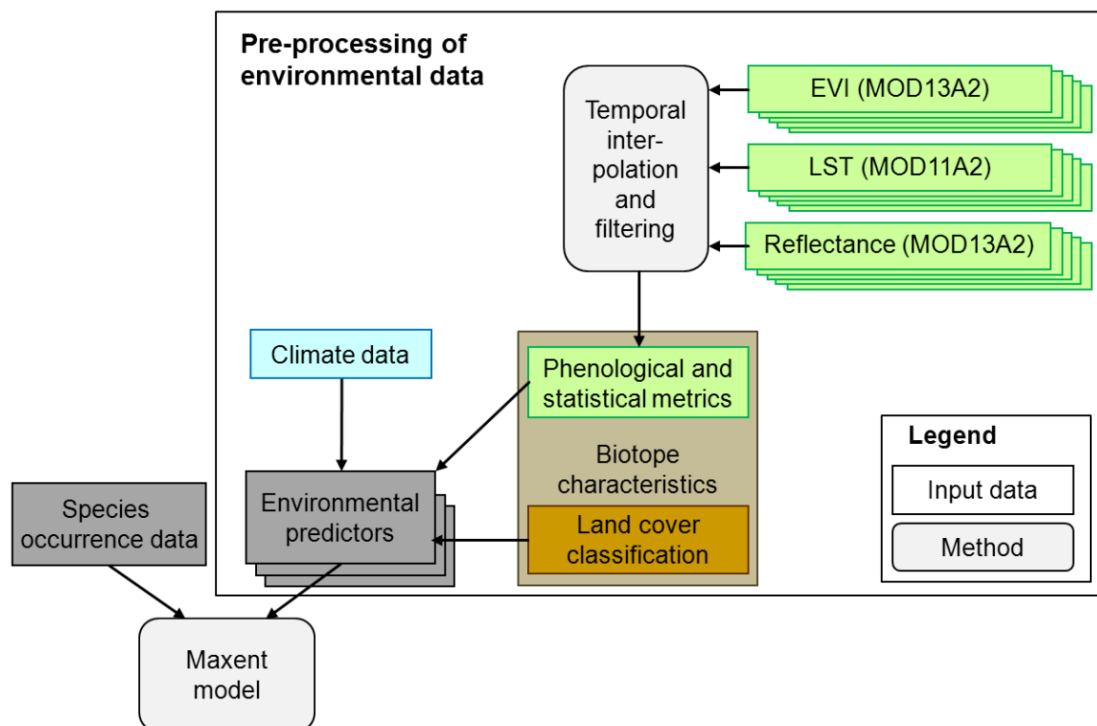 Pre-processing of
environmental data
Temporal
inter-
polation
and
filtering
EVI (MOD13A2)
LST (MOD11A2)
Reflectance (MOD13A2)
Climate data
Phenological and
statistical metrics
Biotope
characteristics
Land cover
classification
Environmental
predictors
Species
occurrence data
Maxent
model
Legend
Input data
Method